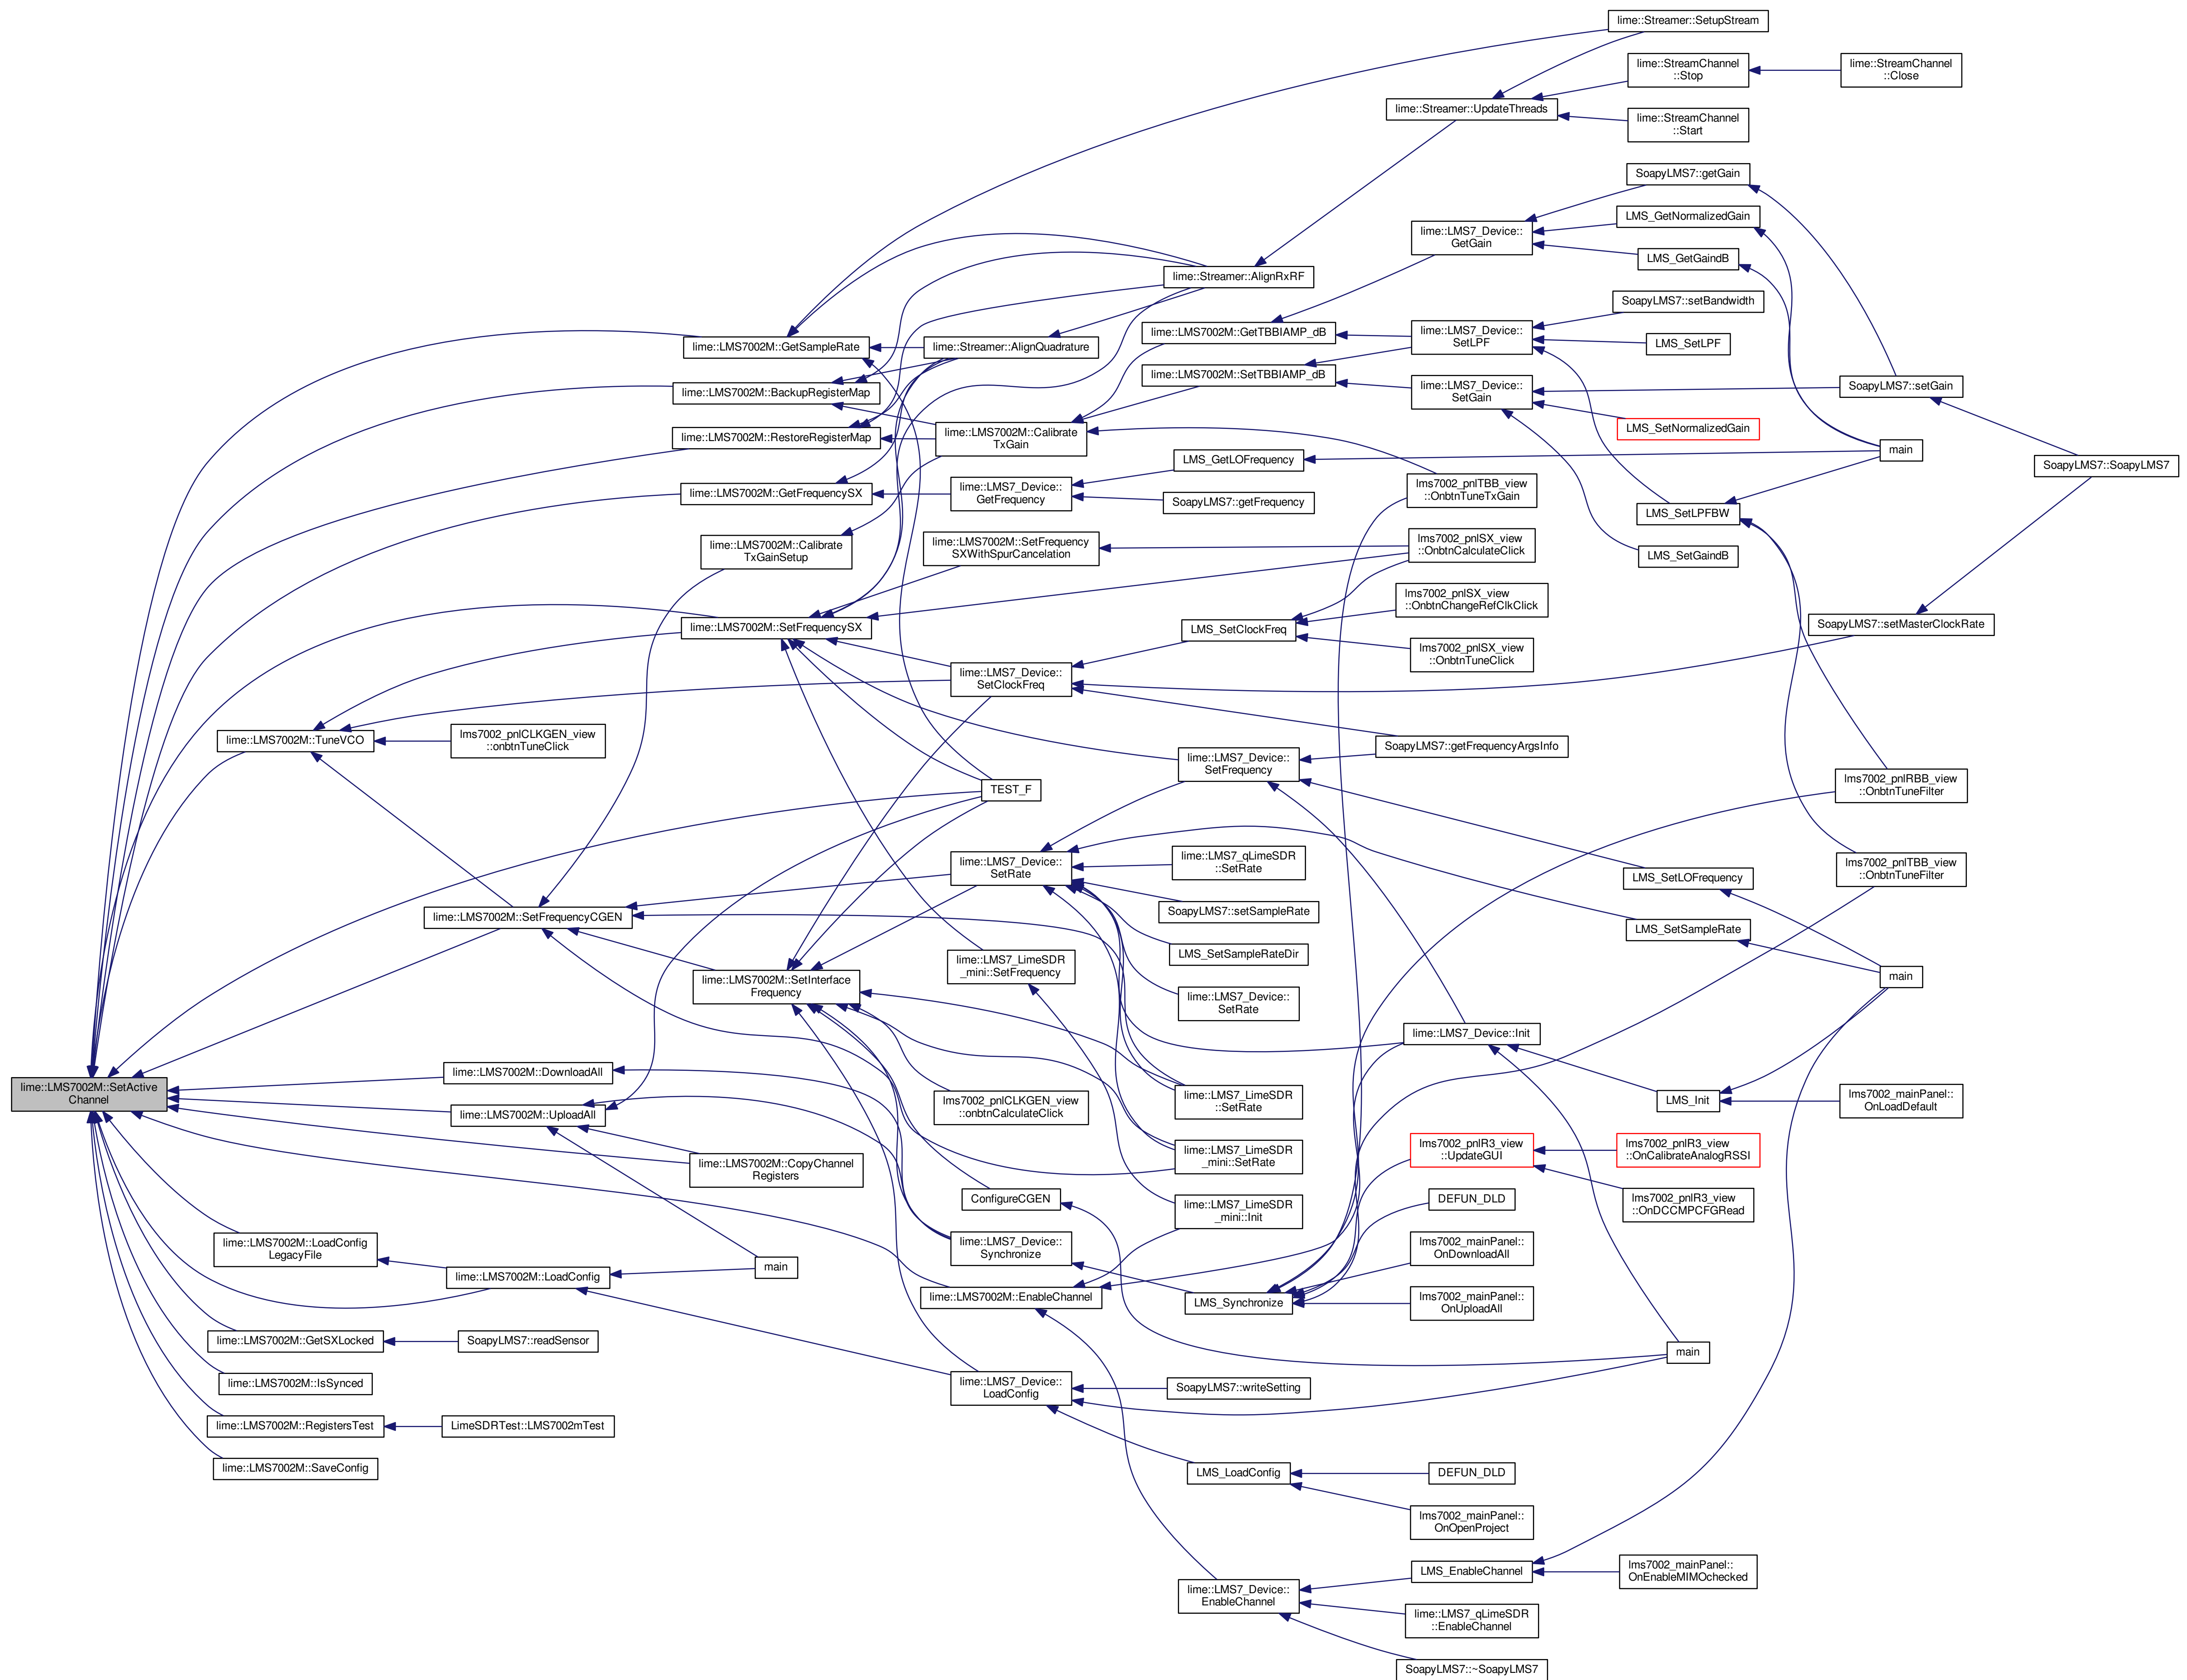 lime::Streamer::SetupStream
lime::StreamChannel
::Stop
lime::StreamChannel
::Close
lime::Streamer::UpdateThreads
lime::StreamChannel
::Start
SoapyLMS7::getGain
LMS_GetNormalizedGain
lime::LMS7_Device::
GetGain
LMS_GetGaindB
lime::Streamer::AlignRxRF
SoapyLMS7::setBandwidth
lime::LMS7002M::GetTBBIAMP_dB
lime::LMS7_Device::
SetLPF
LMS_SetLPF
lime::LMS7002M::GetSampleRate
lime::Streamer::AlignQuadrature
lime::LMS7002M::SetTBBIAMP_dB
lime::LMS7_Device::
SetGain
SoapyLMS7::setGain
lime::LMS7002M::BackupRegisterMap
LMS_SetNormalizedGain
lime::LMS7002M::RestoreRegisterMap
lime::LMS7002M::Calibrate
TxGain
main
LMS_GetLOFrequency
SoapyLMS7::SoapyLMS7
lime::LMS7002M::GetFrequencySX
lime::LMS7_Device::
GetFrequency
SoapyLMS7::getFrequency
lms7002_pnlTBB_view
::OnbtnTuneTxGain
LMS_SetLPFBW
lime::LMS7002M::Calibrate
TxGainSetup
lime::LMS7002M::SetFrequency
SXWithSpurCancelation
lms7002_pnlSX_view
::OnbtnCalculateClick
LMS_SetGaindB
lms7002_pnlSX_view
::OnbtnChangeRefClkClick
lime::LMS7002M::SetFrequencySX
LMS_SetClockFreq
SoapyLMS7::setMasterClockRate
lms7002_pnlSX_view
::OnbtnTuneClick
lime::LMS7_Device::
SetClockFreq
lime::LMS7002M::TuneVCO
lms7002_pnlCLKGEN_view
::onbtnTuneClick
SoapyLMS7::getFrequencyArgsInfo
lime::LMS7_Device::
SetFrequency
TEST_F
lms7002_pnlRBB_view
::OnbtnTuneFilter
lime::LMS7_Device::
SetRate
lime::LMS7_qLimeSDR
::SetRate
LMS_SetLOFrequency
lms7002_pnlTBB_view
::OnbtnTuneFilter
lime::LMS7002M::SetFrequencyCGEN
SoapyLMS7::setSampleRate
LMS_SetSampleRate
LMS_SetSampleRateDir
lime::LMS7_LimeSDR
_mini::SetFrequency
main
lime::LMS7002M::SetInterface
Frequency
lime::LMS7_Device::
SetRate
lime::LMS7_Device::Init
lime::LMS7002M::SetActive
Channel
lime::LMS7002M::DownloadAll
lms7002_pnlCLKGEN_view
::onbtnCalculateClick
lime::LMS7_LimeSDR
::SetRate
LMS_Init
lms7002_mainPanel::
OnLoadDefault
lime::LMS7002M::UploadAll
lime::LMS7002M::CopyChannel
Registers
lime::LMS7_LimeSDR
_mini::SetRate
lms7002_pnlR3_view
::UpdateGUI
lms7002_pnlR3_view
::OnCalibrateAnalogRSSI
ConfigureCGEN
lime::LMS7_LimeSDR
_mini::Init
DEFUN_DLD
lms7002_pnlR3_view
::OnDCCMPCFGRead
lime::LMS7002M::LoadConfig
LegacyFile
lime::LMS7_Device::
Synchronize
lms7002_mainPanel::
OnDownloadAll
lime::LMS7002M::LoadConfig
main
lime::LMS7002M::EnableChannel
LMS_Synchronize
lms7002_mainPanel::
OnUploadAll
lime::LMS7002M::GetSXLocked
SoapyLMS7::readSensor
main
lime::LMS7002M::IsSynced
lime::LMS7_Device::
LoadConfig
SoapyLMS7::writeSetting
lime::LMS7002M::RegistersTest
LimeSDRTest::LMS7002mTest
lime::LMS7002M::SaveConfig
LMS_LoadConfig
DEFUN_DLD
lms7002_mainPanel::
OnOpenProject
LMS_EnableChannel
lms7002_mainPanel::
OnEnableMIMOchecked
lime::LMS7_Device::
EnableChannel
lime::LMS7_qLimeSDR
::EnableChannel
SoapyLMS7::~SoapyLMS7